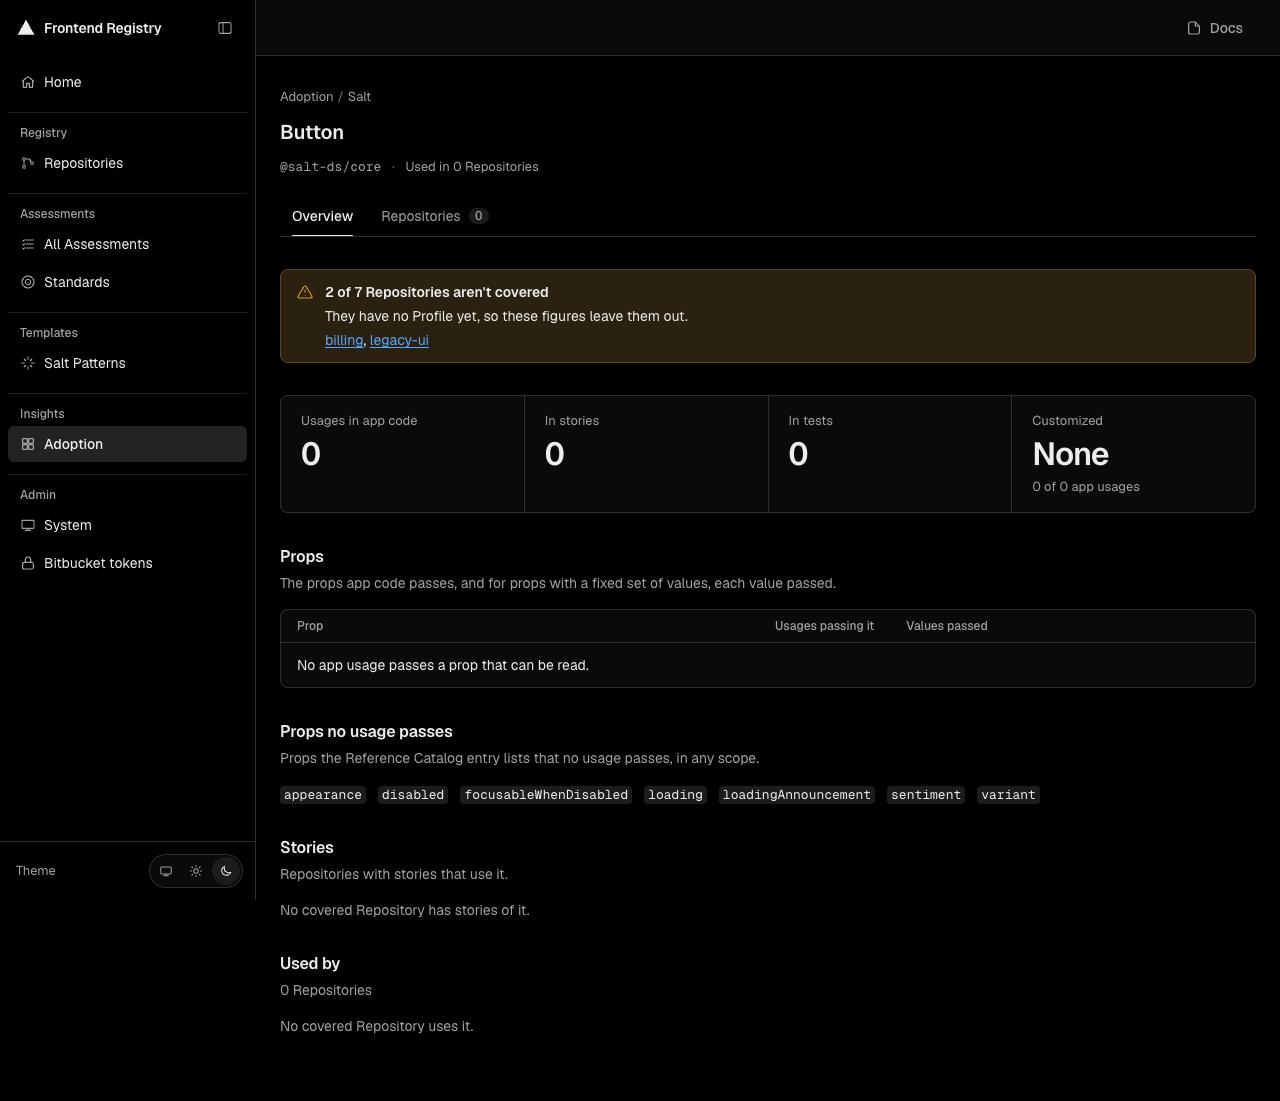 Frontend Registry
Docs
Home
Registry
Repositories
Assessments
All Assessments
Standards
Templates
Salt Patterns
Insights
Adoption
Admin
System
Bitbucket tokens
Theme
Adoption / Salt
Button
@salt-ds/core · Used in 0 Repositories
Overview Repositories 0
2 of 7 Repositories aren't covered
They have no Profile yet, so these figures leave them out.
billing, legacy-ui
Usages in app code
0
In stories
0
In tests
0
Customized
None
0 of 0 app usages
Props
The props app code passes, and for props with a fixed set of values, each value passed.
Prop Usages passing it Values passed
No app usage passes a prop that can be read.
Props no usage passes
Props the Reference Catalog entry lists that no usage passes, in any scope.
appearance disabled focusableWhenDisabled loading loadingAnnouncement sentiment variant
Stories
Repositories with stories that use it.
No covered Repository has stories of it.
Used by
0 Repositories
No covered Repository uses it.